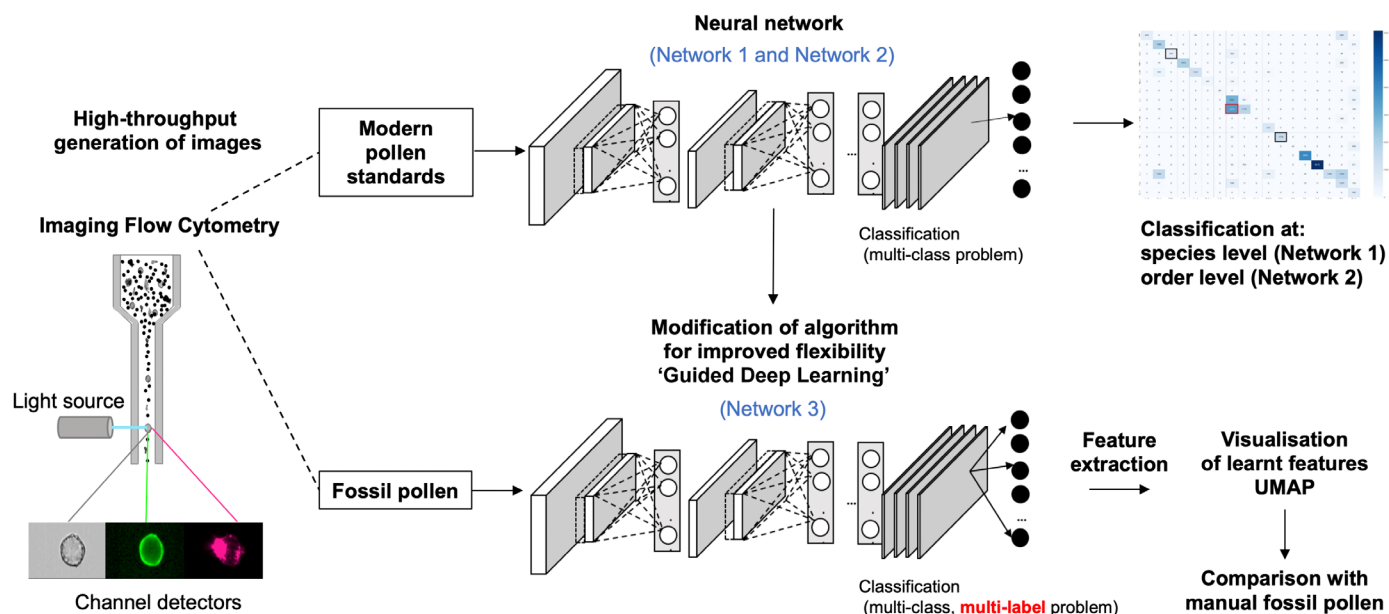 Neural network
(Network 1 and Network 2)
High-throughput
generation of images
Modern
pollen
standards
Imaging Flow Cytometry
...
...
Classification
(multi-class problem)
Classification at:
species level (Network 1)
order level (Network 2)
Modification of algorithm
for improved flexibility
‘Guided Deep Learning’
(Network 3)
Light source
Fossil pollen
...
...
Feature
extraction
Visualisation
of learnt features
UMAP
Classification
(multi-class, multi-label problem)
Comparison with
manual fossil pollen
Channel detectors